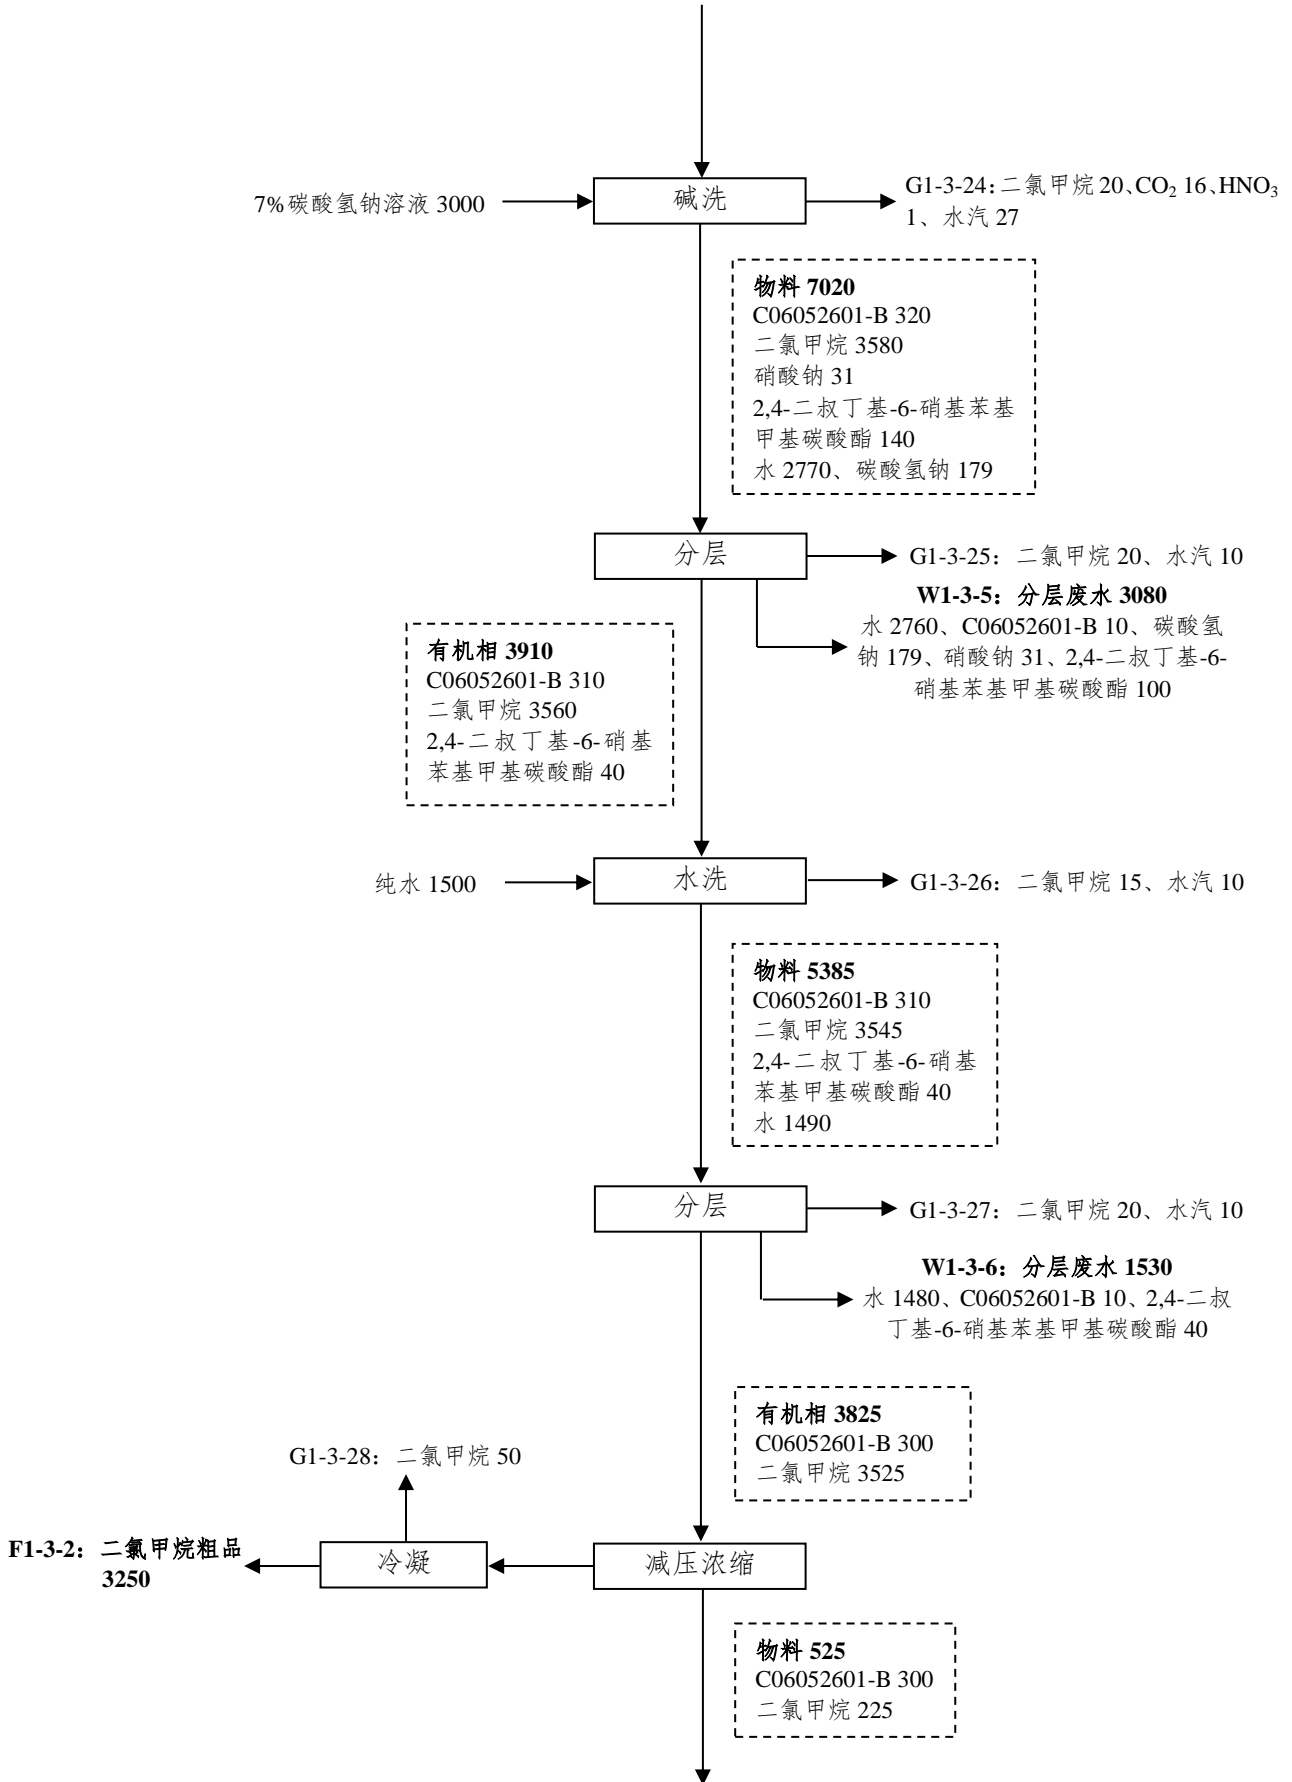 碱洗
7%碳酸氢钠溶液 3000
G1-3-24：二氯甲烷 20、CO₂ 16、HNO₃
1、水汽 27
物料 7020
C06052601-B 320
二氯甲烷 3580
硝酸钠 31
2,4-二叔丁基-6-硝基苯基
甲基碳酸酯 140
水 2770、碳酸氢钠 179
分层
G1-3-25：二氯甲烷 20、水汽 10
W1-3-5：分层废水 3080
水 2760、C06052601-B 10、碳酸氢
钠 179、硝酸钠 31、2,4-二叔丁基-6-
硝基苯基甲基碳酸酯 100
有机相 3910
C06052601-B 310
二氯甲烷 3560
2,4-二叔丁基-6-硝基
苯基甲基碳酸酯 40
纯水 1500
水洗
G1-3-26：二氯甲烷 15、水汽 10
物料 5385
C06052601-B 310
二氯甲烷 3545
2,4-二叔丁基-6-硝基
苯基甲基碳酸酯 40
水 1490
分层
G1-3-27：二氯甲烷 20、水汽 10
W1-3-6：分层废水 1530
水 1480、C06052601-B 10、2,4-二叔
丁基-6-硝基苯基甲基碳酸酯 40
有机相 3825
C06052601-B 300
二氯甲烷 3525
G1-3-28：二氯甲烷 50
F1-3-2：二氯甲烷粗品
3250
冷凝
减压浓缩
物料 525
C06052601-B 300
二氯甲烷 225